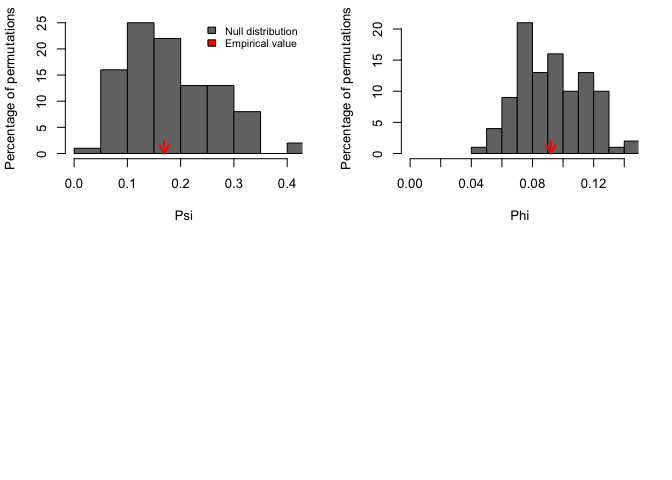 Percentage of permutations
0 5 10 15 20 25
Null distribution
Empirical value
0.0 0.1 0.2 0.3 0.4
Psi
Percentage of permutations
0 5 10 15 20
0.00 0.04 0.08 0.12
Phi